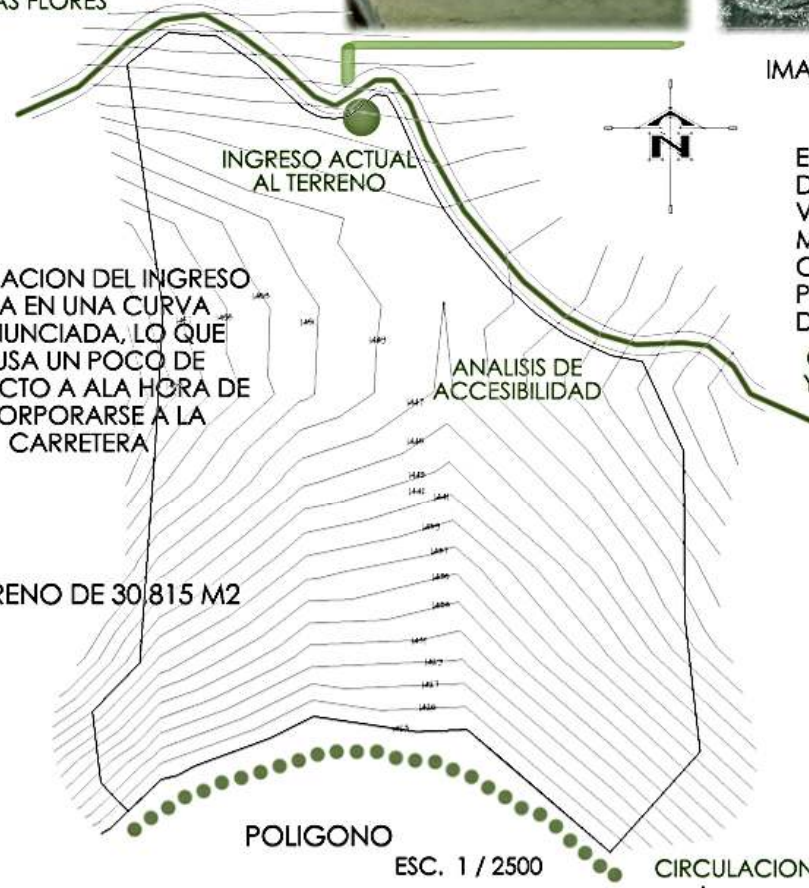 AS FLORES
IMA
INGRESO ACTUAL
AL TERRENO
N
E
D
V
M
C
P
D
ACION DEL INGRESO
A EN UNA CURVA
NUNCIADA, LO QUE
USA UN POCO DE
CTO A ALA HORA DE
ORPORARSE A LA
CARRETERA
ANALISIS DE
ACCESIBILIDAD
RENO DE 30,815 M2
POLIGONO
ESC. 1 / 2500
CIRCULACION